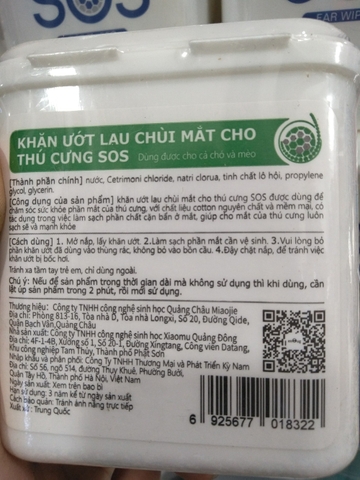 SOS
EAR WIP
KHĂN ƯỚT LAU CHÙI MẮT CHO
THÚ CƯNG SOS Dùng được cho cả chó và mèo
[Thành phần chính] nước, Cetrimoni chloride, natri clorua, tinh chất lô hội, propylene
glycol, glycerin.
[Công dụng của sản phẩm] khăn ướt lau chùi mắt cho thú cưng SOS được dùng để
chăm sóc sức khỏe phần mắt của thú cưng, với chất liệu cotton nguyên chất và mềm mại, có
tác dụng trong việc làm sạch phần chất cặn bẩn ở mắt, giúp cho mắt của thú cưng luôn
sạch sẽ và mạnh khỏe
[Cách dùng] 1. Mở nắp, lấy khăn ướt. 2.Làm sạch phần mắt cần vệ sinh. 3.Vui lòng bỏ
phần khăn ướt đã dùng vào thùng rác, không bỏ vào bồn cầu. 4.Đậy chặt nắp, để tránh việc
khăn ướt bị bốc hơi.
Tránh xa tầm tay trẻ em, chỉ dùng ngoài.
Chú ý: Nếu để sản phẩm trong thời gian dài mà không sử dụng thì khi dùng, cần
lật úp sản phẩm trong 2 phút, rồi mới sử dụng.
Thương hiệu: Công ty TNHH công nghệ sinh học Quảng Châu Miaojie
Địa chỉ: Phòng 813-16, Tòa nhà D, Tòa nhà Longxi, Số 20, Đường Qide,
Quận Bạch Vân,Quảng Châu
Nhà sản xuất: Công ty TNHH công nghệ sinh học Xiaomu Quảng Đông
Địa chỉ: 4F-1-4B, Xưởng số 1, Số 20-1, Đường Xingtang, Công viên Datang,
Khu công nghiệp Tam Thủy, Thành phố Phật Sơn
Nhập khẩu và phân phối: Công ty TNHH Thương Mại và Phát Triển Kỳ Nam
Địa chỉ: Số 56, ngõ 514, đường Thụy Khuê, Phường Bưởi,
Quận Tây Hồ, Thành phố Hà Nội, Việt Nam
Ngày sản xuất: Xem trên bao bì
Hạn sử dụng: 3 năm kể từ ngày sản xuất
Cách bảo quản: Tránh ánh nắng trực tiếp
Xuất xứ: Trung Quốc
6 925677 018322